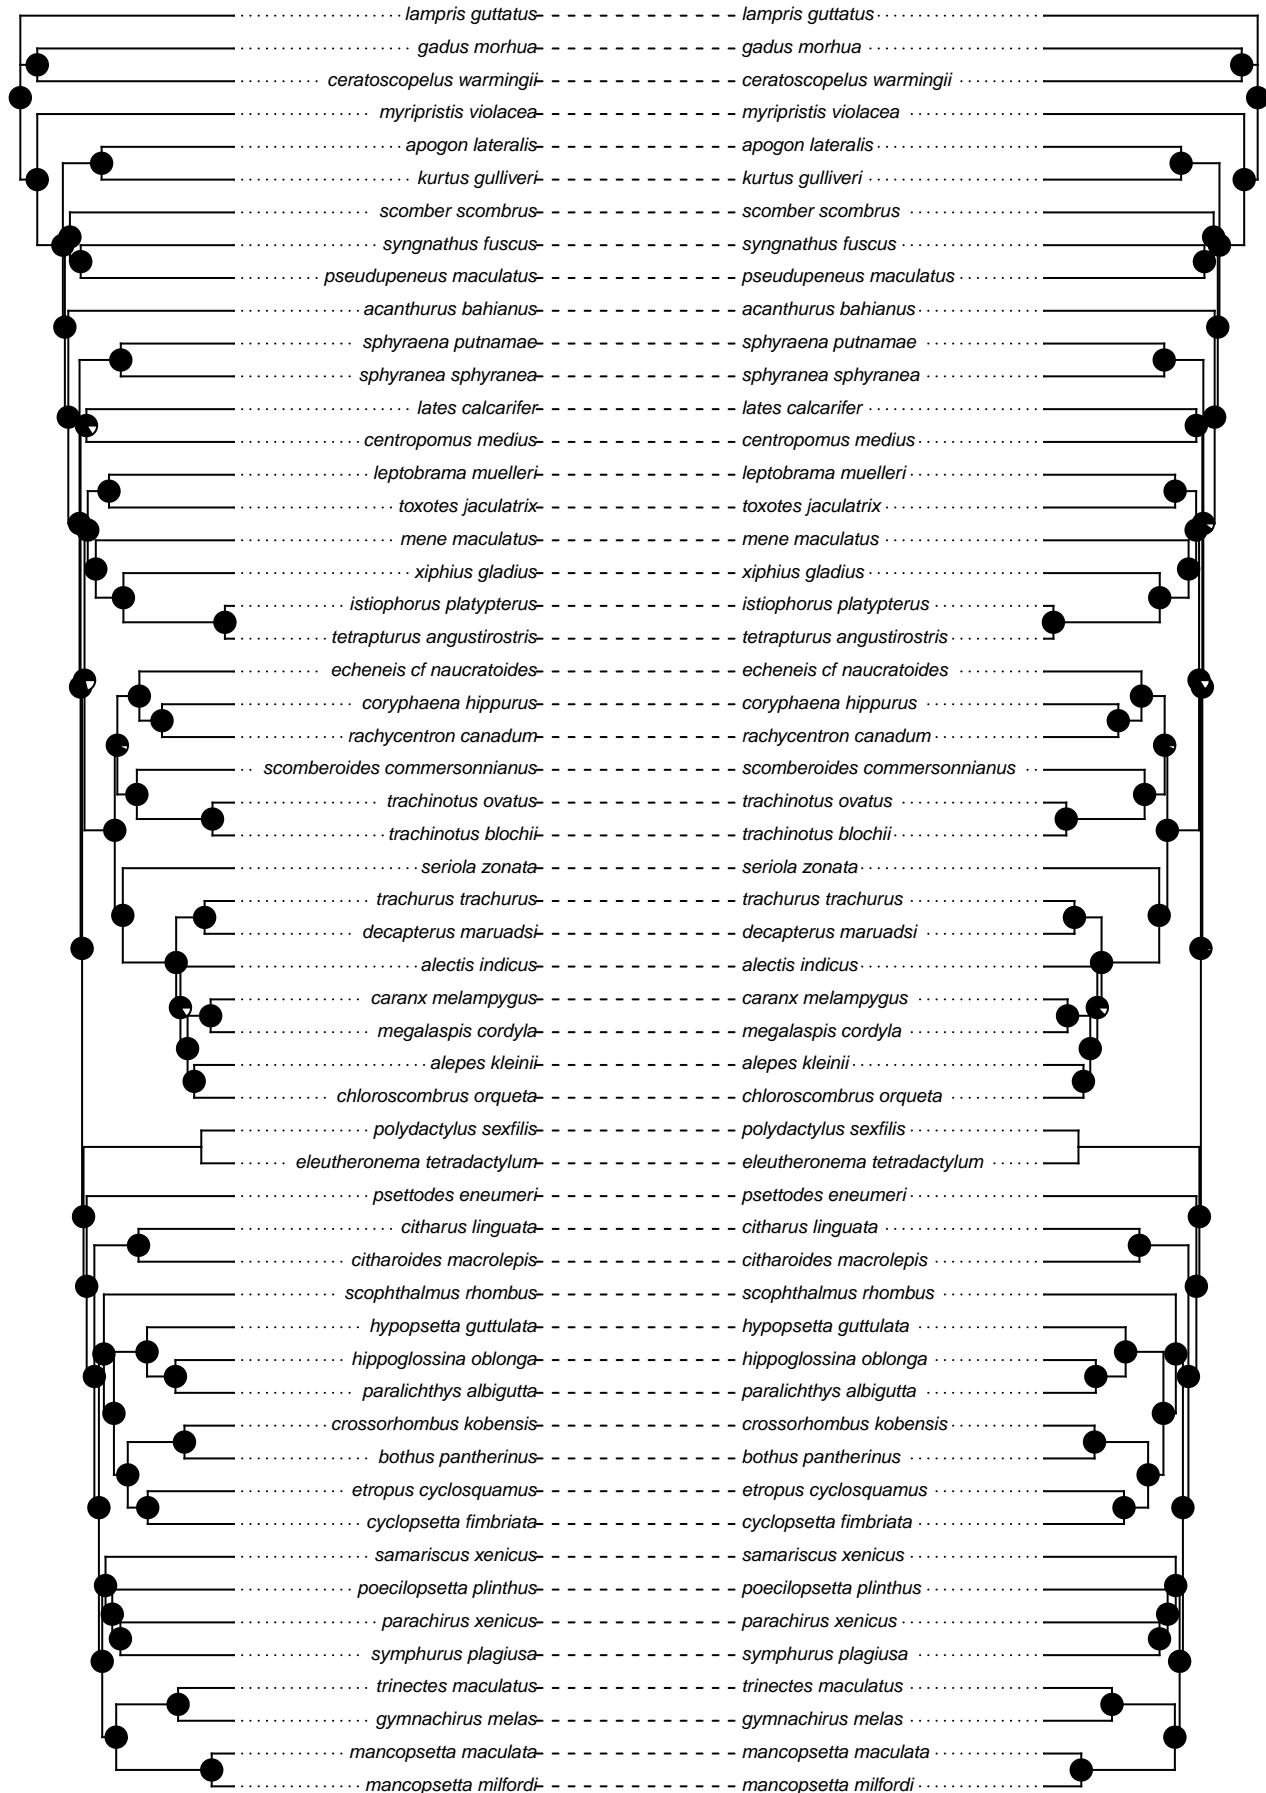 lampris guttatus lampris guttatus
gadus morhua gadus morhua
ceratoscopelus warmingii ceratoscopelus warmingii
myripristis violacea myripristis violacea
apogon lateralis apogon lateralis
kurtus gulliveri kurtus gulliveri
scomber scombrus scomber scombrus
syngnathus fuscus syngnathus fuscus
pseudupeneus maculatus pseudupeneus maculatus
acanthurus bahianus acanthurus bahianus
sphyraena putnamae sphyraena putnamae
sphyranea sphyranea sphyranea sphyranea
lates calcarifer lates calcarifer
centropomus medius centropomus medius
leptobrama muelleri leptobrama muelleri
toxotes jaculatrix toxotes jaculatrix
mene maculatus mene maculatus
xiphius gladius xiphius gladius
istiophorus platypterus istiophorus platypterus
tetrapturus angustirostris tetrapturus angustirostris
echeneis cf naucratoides echeneis cf naucratoides
coryphaena hippurus coryphaena hippurus
rachycentron canadum rachycentron canadum
scomberoides commersonnianus scomberoides commersonnianus
trachinotus ovatus trachinotus ovatus
trachinotus blochii trachinotus blochii
seriola zonata seriola zonata
trachurus trachurus trachurus trachurus
decapterus maruadsi decapterus maruadsi
alectis indicus alectis indicus
caranx melampygus caranx melampygus
megalaspis cordyla megalaspis cordyla
alepes kleinii alepes kleinii
chloroscombrus orqueta chloroscombrus orqueta
polydactylus sexfilis polydactylus sexfilis
eleutheronema tetradactylum eleutheronema tetradactylum
psettodes eneumeri psettodes eneumeri
citharus linguata citharus linguata
citharoides macrolepis citharoides macrolepis
scophthalmus rhombus scophthalmus rhombus
hypopsetta guttulata hypopsetta guttulata
hippoglossina oblonga hippoglossina oblonga
paralichthys albigutta paralichthys albigutta
crossorhombus kobensis crossorhombus kobensis
bothus pantherinus bothus pantherinus
etropus cyclosquamus etropus cyclosquamus
cyclopsetta fimbriata cyclopsetta fimbriata
samariscus xenicus samariscus xenicus
poecilopsetta plinthus poecilopsetta plinthus
parachirus xenicus parachirus xenicus
symphurus plagiusa symphurus plagiusa
trinectes maculatus trinectes maculatus
gymnachirus melas gymnachirus melas
mancopsetta maculata mancopsetta maculata
mancopsetta milfordi mancopsetta milfordi